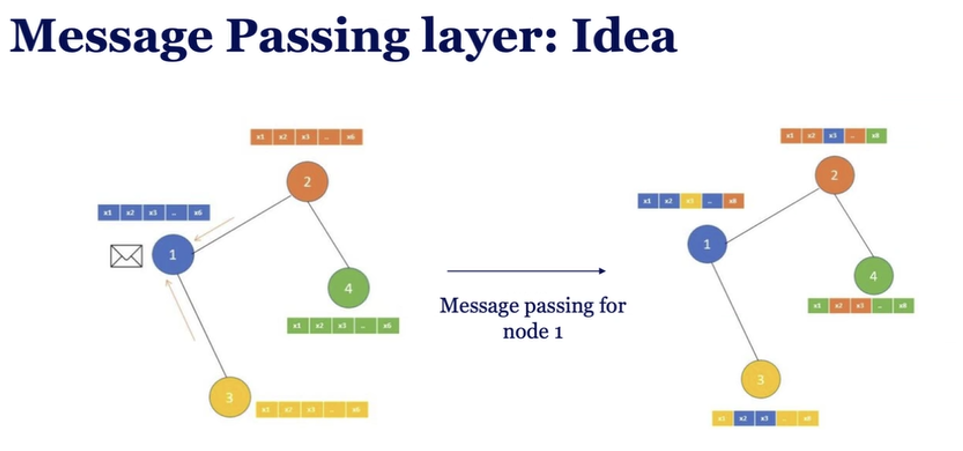 Message Passing layer: Idea
x1 x2 x3 .. x6
2
x1 x2 x3 .. x6
1
4
x1 x2 x3 .. x6
3
x1 x2 x3 .. x6
Message passing for
node 1
x1 x2 x3 .. x8
2
x1 x2 x3 .. x8
1
4
x1 x2 x3 .. x8
3
x1 x2 x3 .. x8